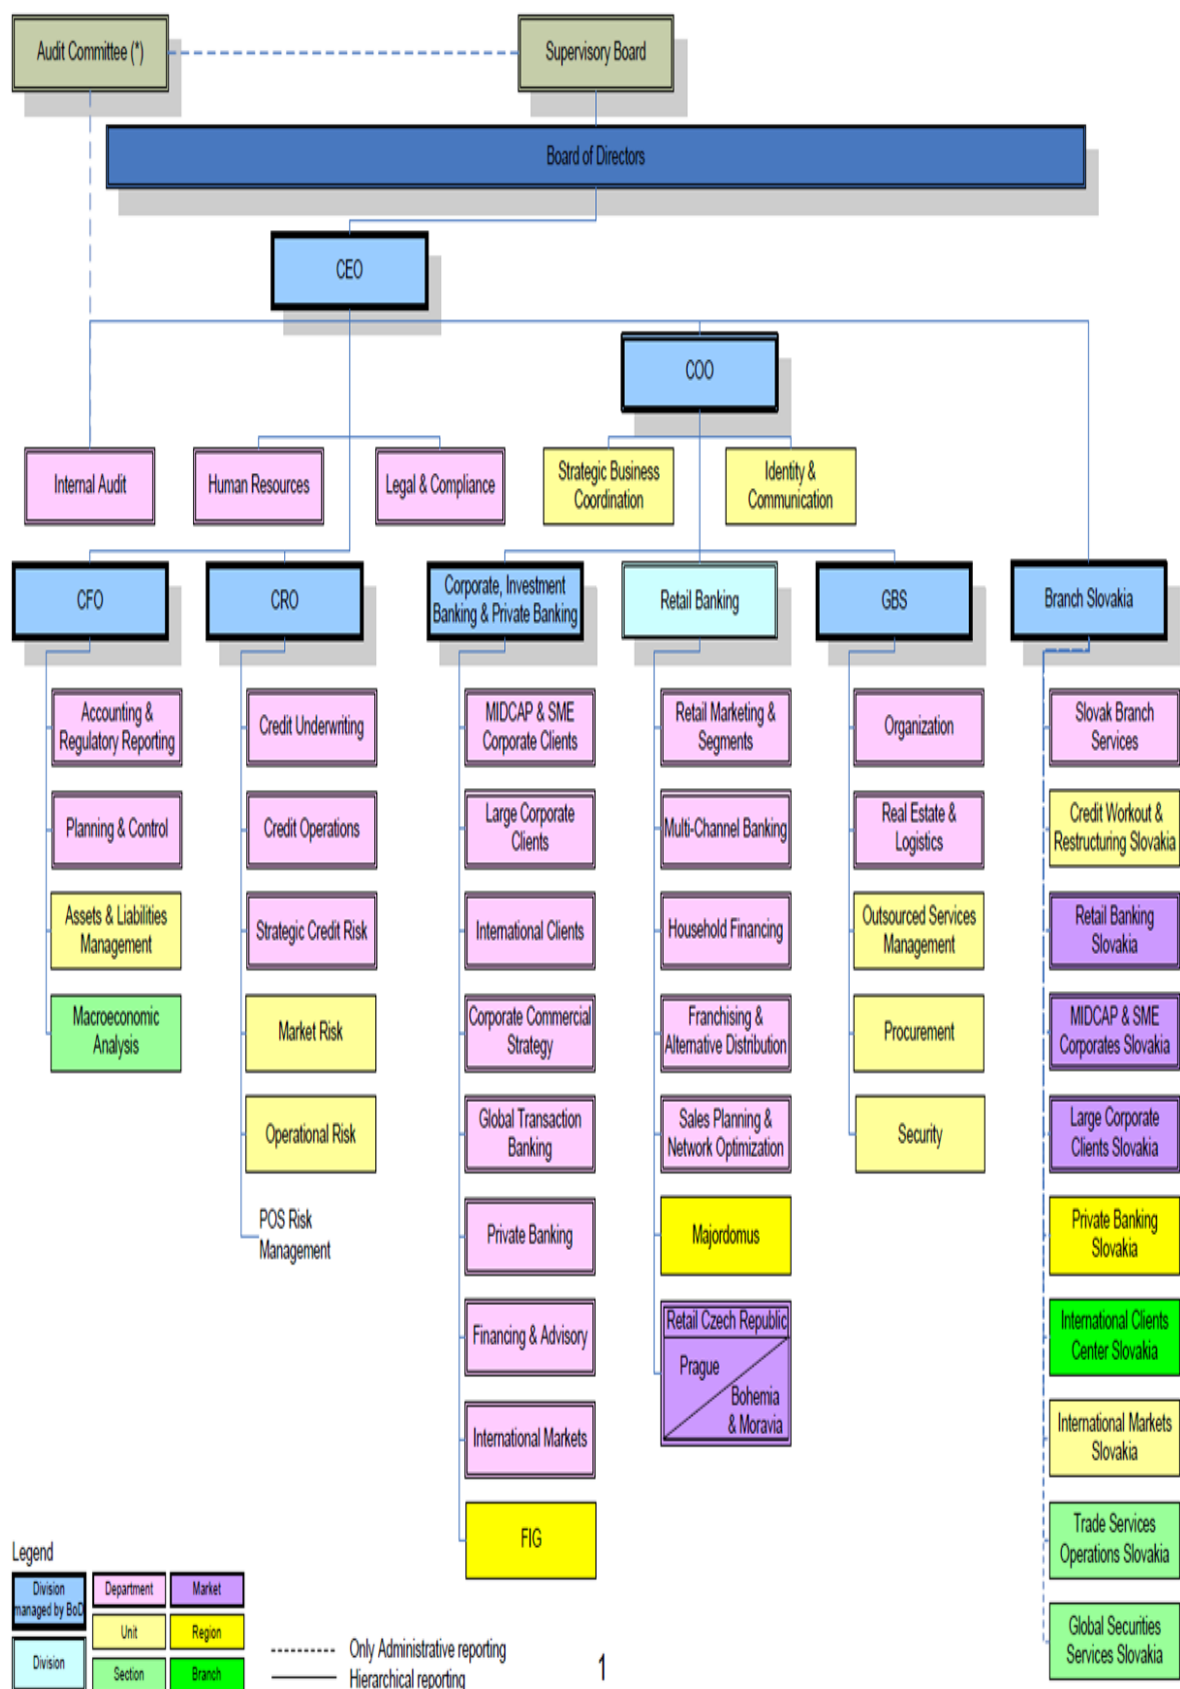 Audit Committee (*)
Supervisory Board
Board of Directors
CEO
COO
Internal Audit
Human Resources
Legal & Compliance
Strategic Business
Coordination
Identity &
Communication
CFO
CRO
Corporate, Investment
Banking & Private Banking
Retail Banking
GBS
Branch Slovakia
Accounting &
Regulatory Reporting
Planning & Control
Assets & Liabilities
Management
Macroeconomic
Analysis
Credit Underwriting
Credit Operations
Strategic Credit Risk
Market Risk
Operational Risk
POS Risk
Management
MIDCAP & SME
Corporate Clients
Large Corporate
Clients
International Clients
Corporate Commercial
Strategy
Global Transaction
Banking
Private Banking
Financing & Advisory
International Markets
FIG
Retail Marketing &
Segments
Multi-Channel Banking
Household Financing
Franchising &
Alternative Distribution
Sales Planning &
Network Optimization
Majordomus
Retail Czech Republic
Prague
Bohemia
& Moravia
Organization
Real Estate &
Logistics
Outsourced Services
Management
Procurement
Security
Slovak Branch
Services
Credit Workout &
Restructuring Slovakia
Retail Banking
Slovakia
MIDCAP & SME
Corporates Slovakia
Large Corporate
Clients Slovakia
Private Banking
Slovakia
International Clients
Center Slovakia
International Markets
Slovakia
Trade Services
Operations Slovakia
Global Securities
Services Slovakia
Legend
Division
managed by BoD
Department
Market
Unit
Region
Division
Section
Branch
Only Administrative reporting
Hierarchical reporting
1